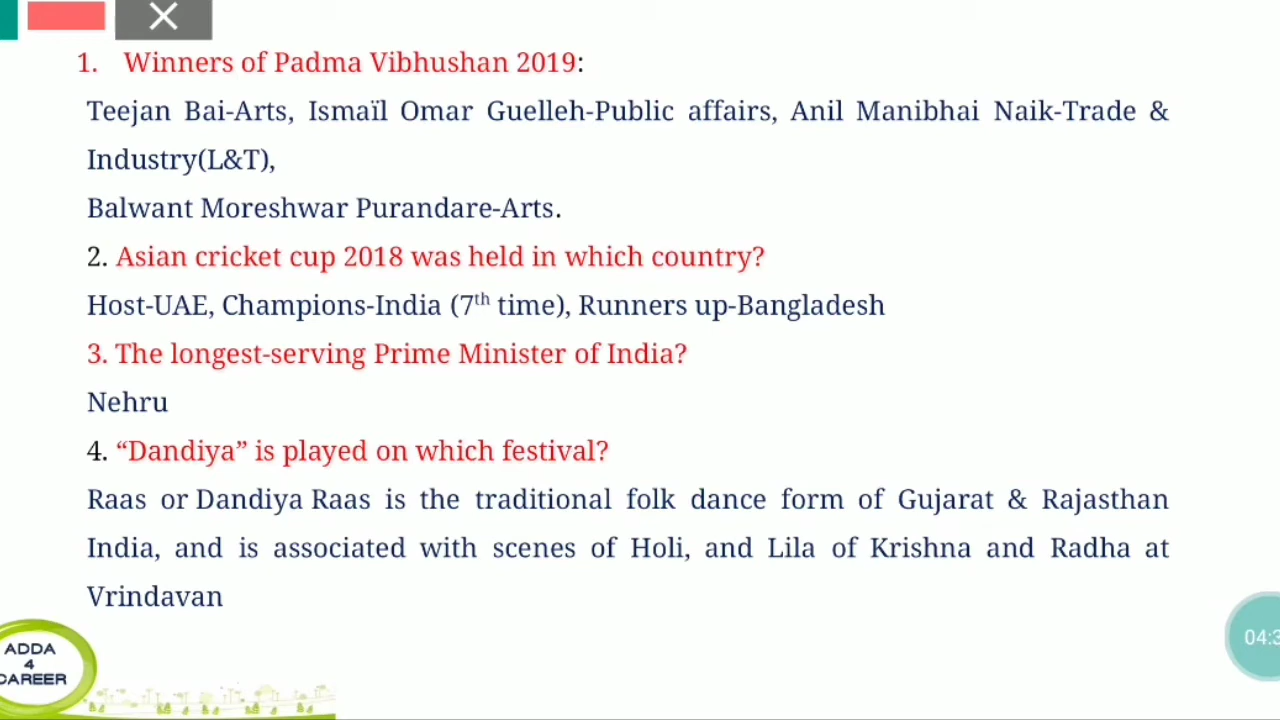 1. Winners of Padma Vibhushan 2019:
Teejan Bai-Arts, Ismaïl Omar Guelleh-Public affairs, Anil Manibhai Naik-Trade &
Industry(L&T),
Balwant Moreshwar Purandare-Arts.
2. Asian cricket cup 2018 was held in which country?
Host-UAE, Champions-India (7th time), Runners up-Bangladesh
3. The longest-serving Prime Minister of India?
Nehru
4. “Dandiya” is played on which festival?
Raas or Dandiya Raas is the traditional folk dance form of Gujarat & Rajasthan
India, and is associated with scenes of Holi, and Lila of Krishna and Radha at
Vrindavan
ADDA
4
CAREER
04:3